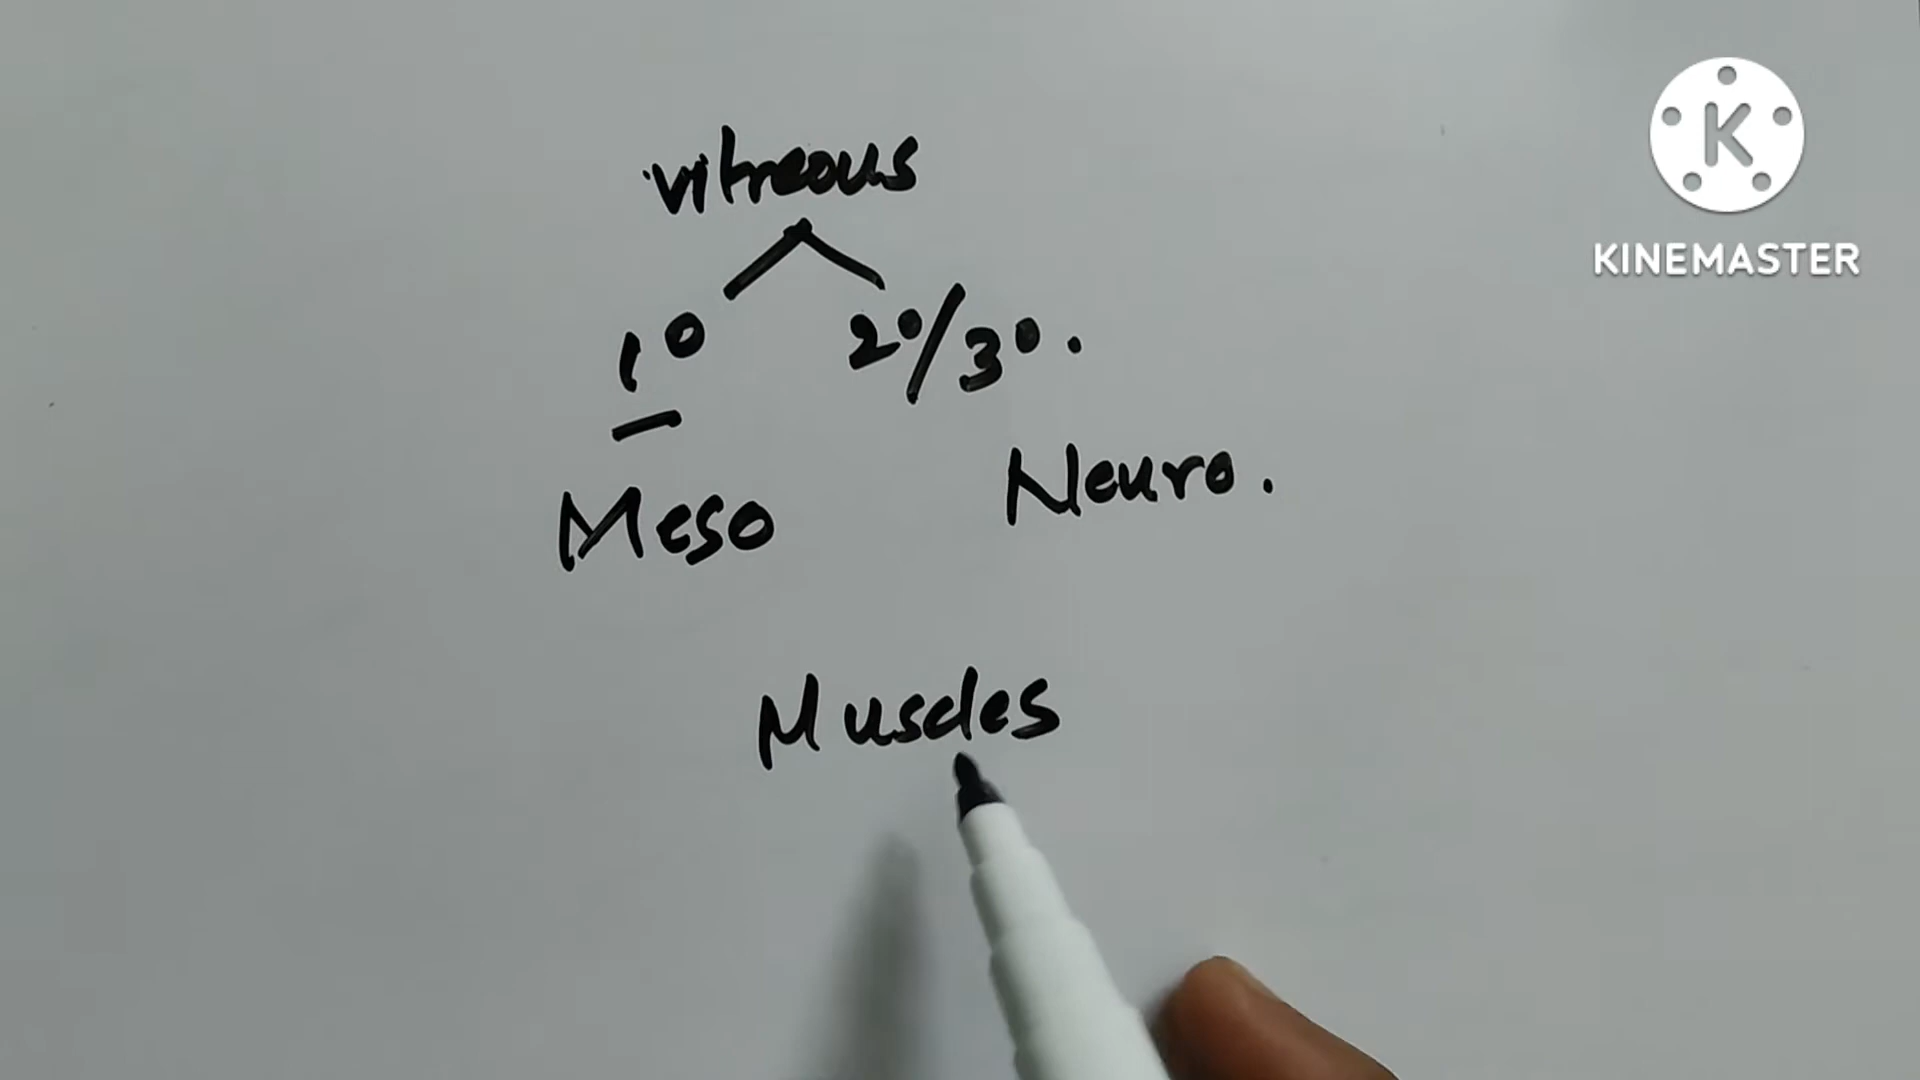 vitreous
1° 2°/3°.
Meso Neuro.
Muscles
K
KINEMASTER